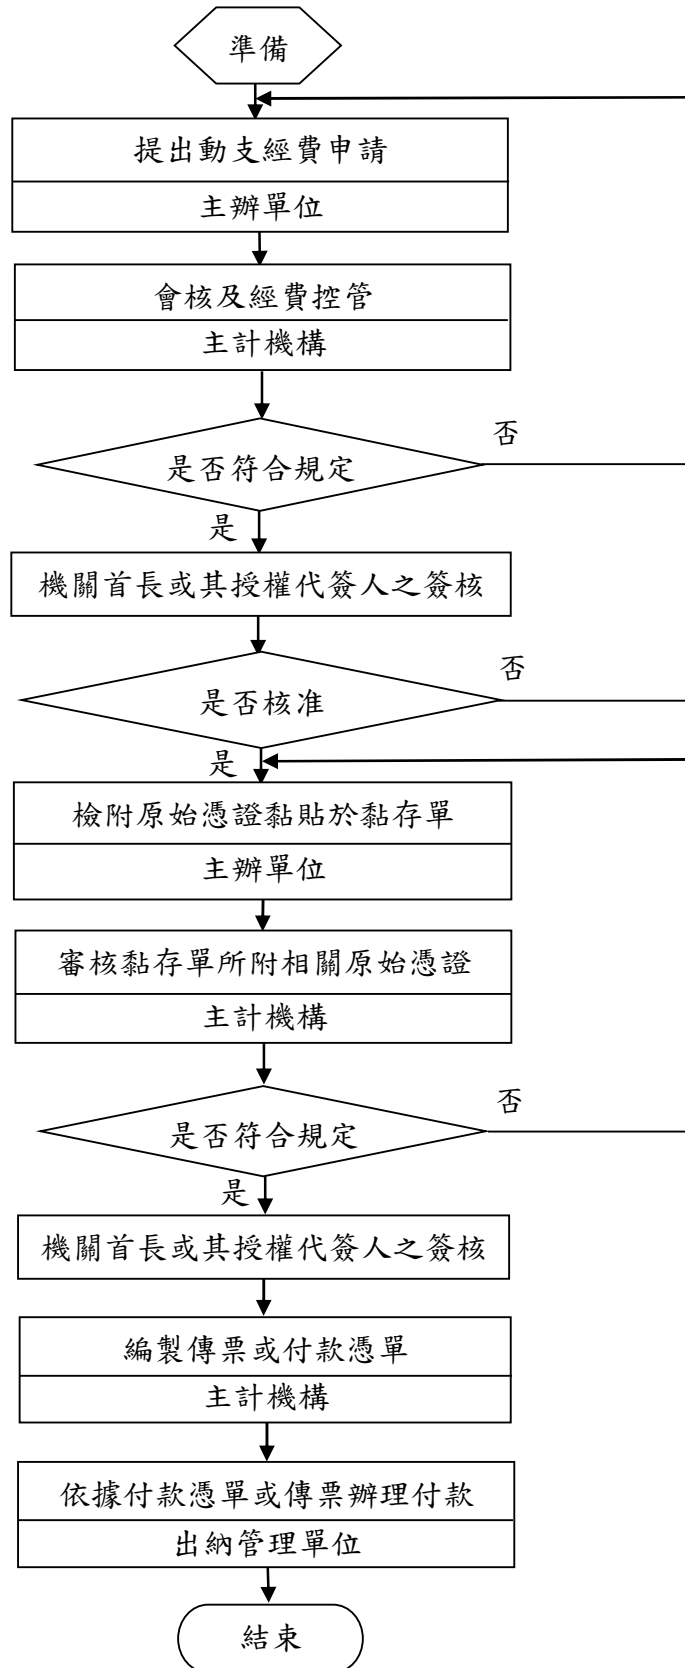 準備
提出動支經費申請
主辦單位
會核及經費控管
主計機構
是否符合規定
否
是
機關首長或其授權代簽人之簽核
是否核准
否
是
檢附原始憑證黏貼於黏存單
主辦單位
審核黏存單所附相關原始憑證
主計機構
是否符合規定
否
是
機關首長或其授權代簽人之簽核
編製傳票或付款憑單
主計機構
依據付款憑單或傳票辦理付款
出納管理單位
結束